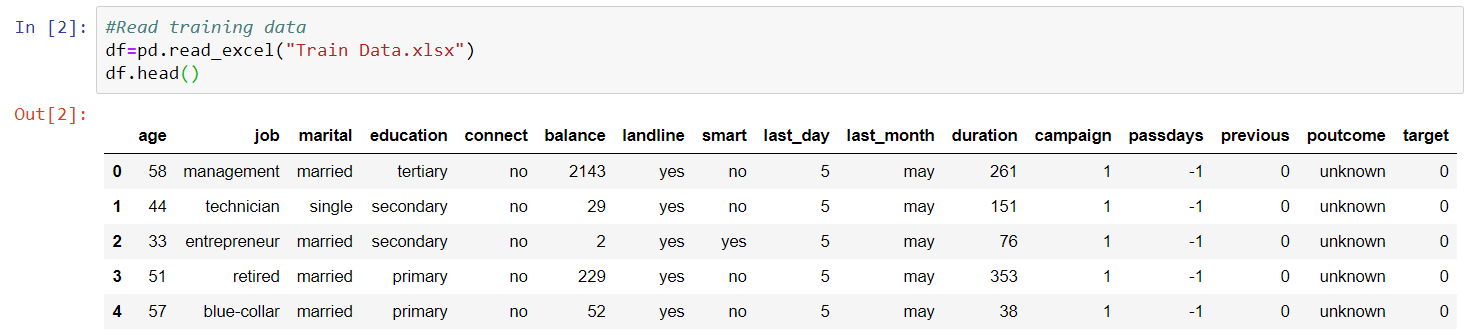 In [2]: #Read training data
df=pd.read_excel("Train Data.xlsx")
df.head()
Out[2]:
age job marital education connect balance landline smart last_day last_month duration campaign passdays previous poutcome target
0 58 management married tertiary no 2143 yes no 5 may 261 1 -1 0 unknown 0
1 44 technician single secondary no 29 yes no 5 may 151 1 -1 0 unknown 0
2 33 entrepreneur married secondary no 2 yes yes 5 may 76 1 -1 0 unknown 0
3 51 retired married primary no 229 yes no 5 may 353 1 -1 0 unknown 0
4 57 blue-collar married primary no 52 yes no 5 may 38 1 -1 0 unknown 0